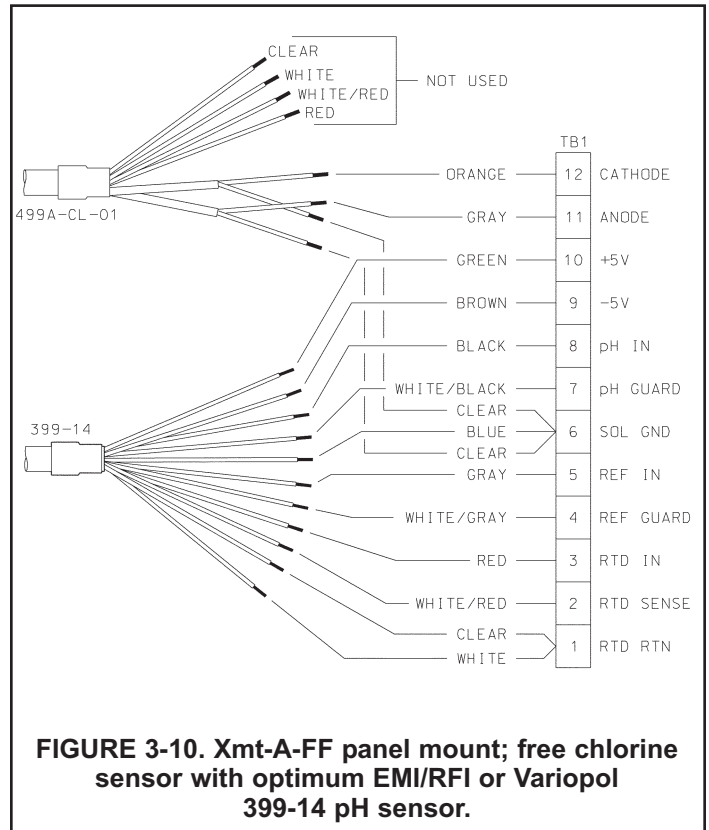 CLEAR
WHITE
WHITE/RED
RED
NOT USED
499A-CL-01
TB1
ORANGE 12 CATHODE
GRAY 11 ANODE
GREEN 10 +5V
BROWN 9 -5V
BLACK 8 pH IN
WHITE/BLACK 7 pH GUARD
CLEAR
BLUE 6 SOL GND
CLEAR
399-14
GRAY 5 REF IN
WHITE/GRAY 4 REF GUARD
RED 3 RTD IN
WHITE/RED 2 RTD SENSE
CLEAR
1 RTD RTN
WHITE
FIGURE 3-10. Xmt-A-FF panel mount; free chlorine
sensor with optimum EMI/RFI or Variopol
399-14 pH sensor.